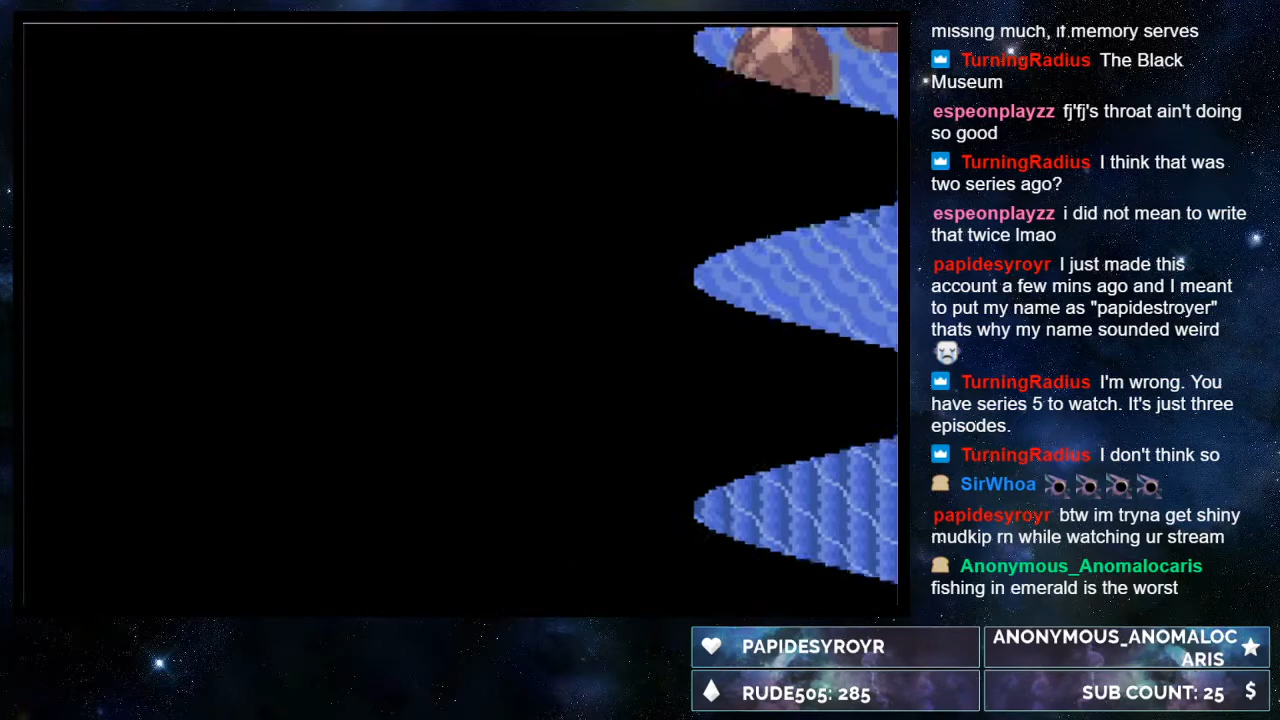 missing much, if memory serves
TurningRadius The Black
Museum
espeonplayzz fj'fj's throat ain't doing
so good
TurningRadius I think that was
two series ago?
espeonplayzz i did not mean to write
that twice lmao
papidesyroyr I just made this
account a few mins ago and I meant
to put my name as "papidestroyer"
thats why my name sounded weird
TurningRadius I'm wrong. You
have series 5 to watch. It's just three
episodes.
TurningRadius I don't think so
SirWhoa
papidesyroyr btw im tryna get shiny
mudkip rn while watching ur stream
Anonymous_Anomalocaris
fishing in emerald is the worst
PAPIDESYROYR
ANONYMOUS_ANOMALOC
ARIS
RUDE505: 285
SUB COUNT: 25 $